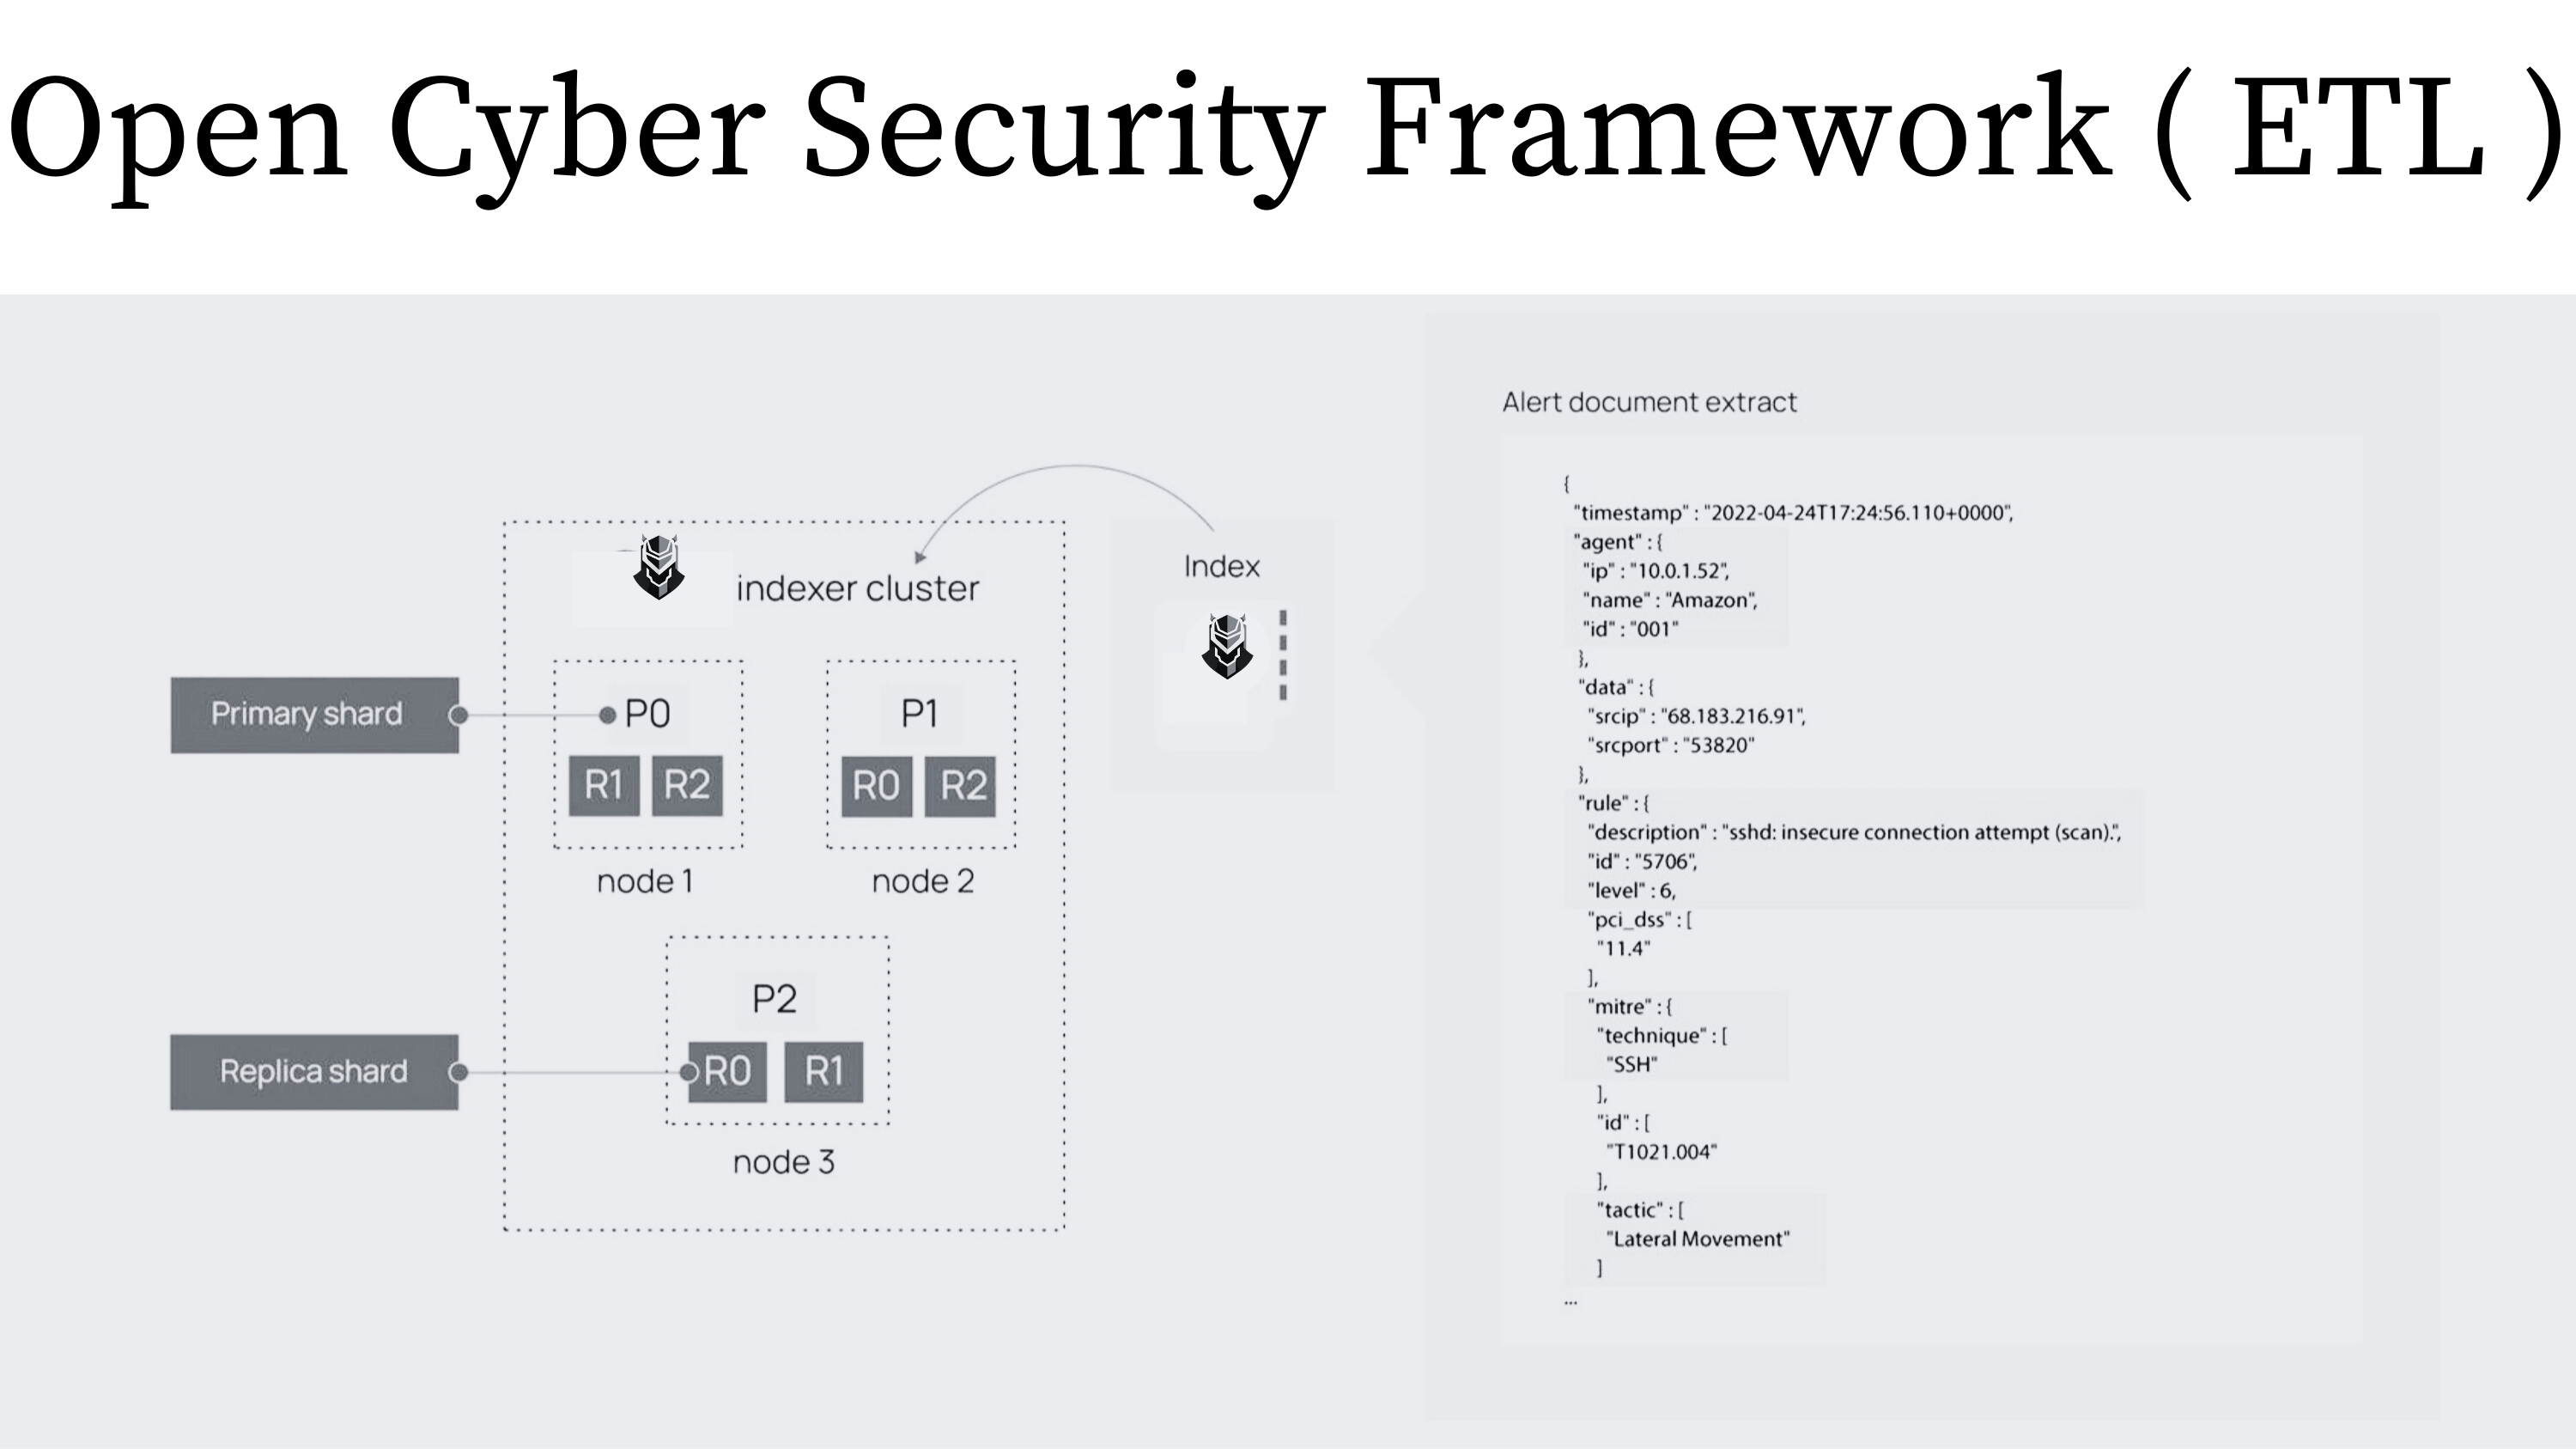 Open Cyber Security Framework ( ETL )
indexer cluster
Primary shard
P0
R1 R2
node 1
P1
R0 R2
node 2
Replica shard
P2
R0 R1
node 3
Index
Alert document extract
{
"timestamp" : "2022-04-24T17:24:56.110+0000",
"agent" : {
"ip" : "10.0.1.52",
"name" : "Amazon",
"id" : "001"
},
"data" : {
"srcip" : "68.183.216.91",
"srcport" : "53820"
},
"rule" : {
"description" : "sshd: insecure connection attempt (scan).",
"id" : "5706",
"level" : 6,
"pci_dss" : [
"11.4"
],
"mitre" : {
"technique" : [
"SSH"
],
"id" : [
"T1021.004"
],
"tactic" : [
"Lateral Movement"
]
...